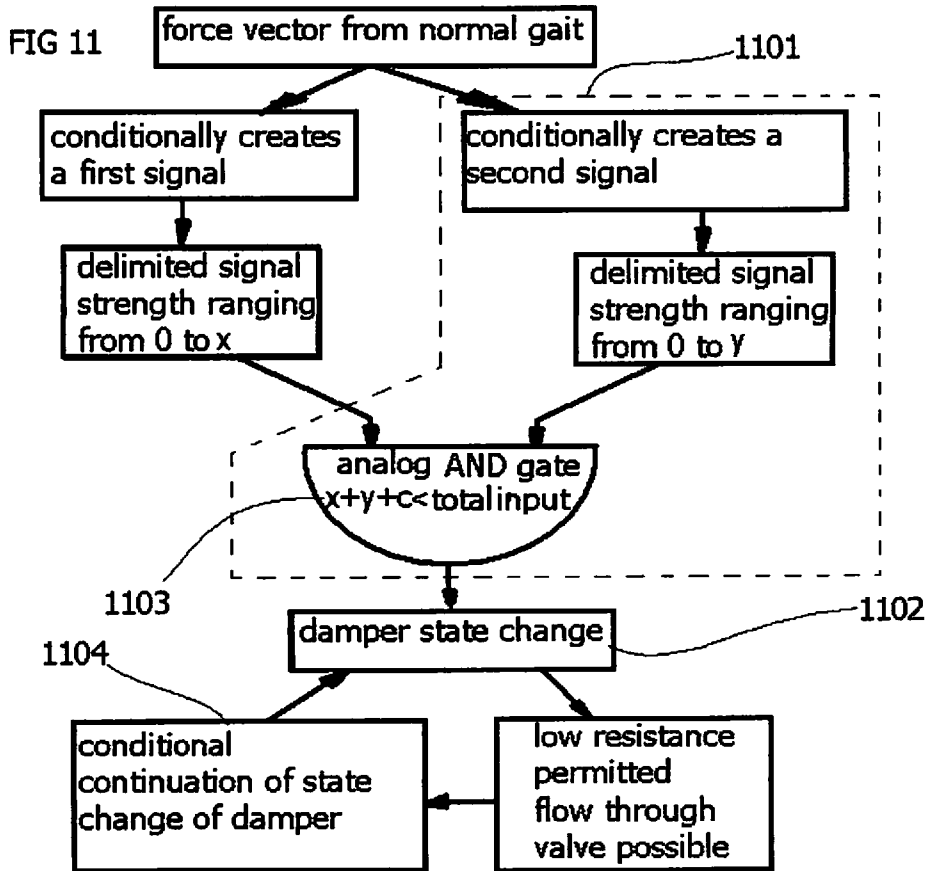 FIG 11
force vector from normal gait
1101
conditionally creates
a first signal
conditionally creates a
second signal
delimited signal
strength ranging
from 0 to x
delimited signal
strength ranging
from 0 to y
analog AND gate
x+y+c<total input
1103
damper state change
1102
1104
conditional
continuation of state
change of damper
low resistance
permitted
flow through
valve possible